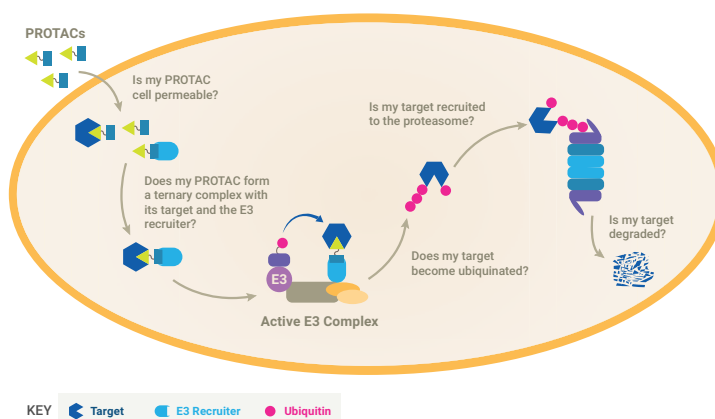 PROTACs
Is my PROTAC
cell permeable?
Is my target recruited
to the proteasome?
Does my PROTAC form
a ternary complex with
its target and the E3
recruiter?
Is my target
degraded?
Does my target
become ubiquinated?
E3
Active E3 Complex
KEY Target E3 Recruiter Ubiquitin